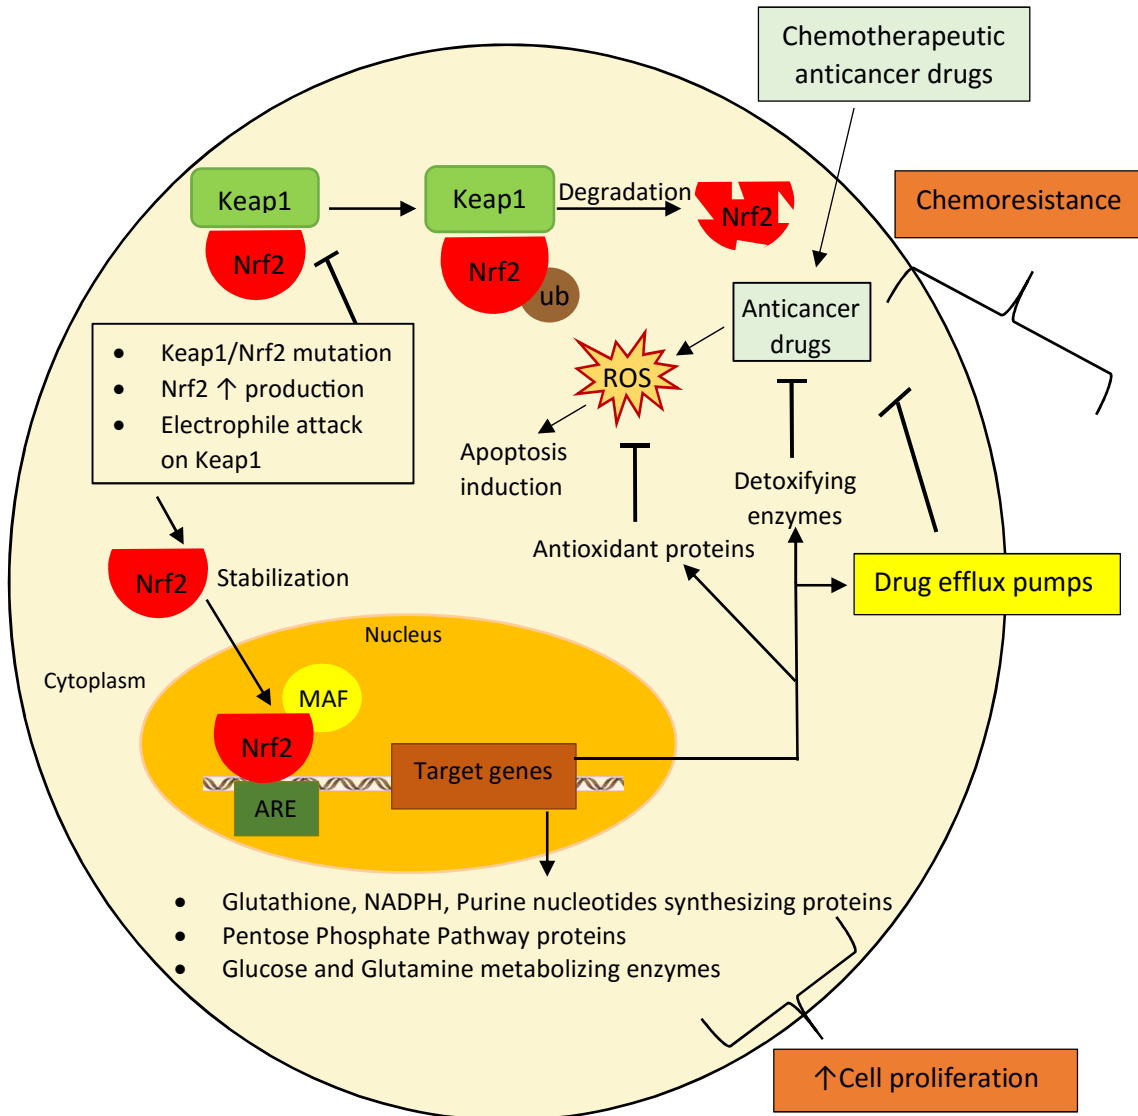 Chemotherapeutic
anticancer drugs
Keap1
Nrf2
Keap1
Nrf2
ub
Degradation
Nrf2
Chemoresistance
Anticancer
drugs
• Keap1/Nrf2 mutation
• Nrf2 ↑ production
• Electrophile attack
on Keap1
ROS
Apoptosis
induction
Detoxifying
enzymes
Antioxidant proteins
Drug efflux pumps
Nrf2
Stabilization
Nucleus
Cytoplasm
MAF
Nrf2
ARE
Target genes
• Glutathione, NADPH, Purine nucleotides synthesizing proteins
• Pentose Phosphate Pathway proteins
• Glucose and Glutamine metabolizing enzymes
↑Cell proliferation